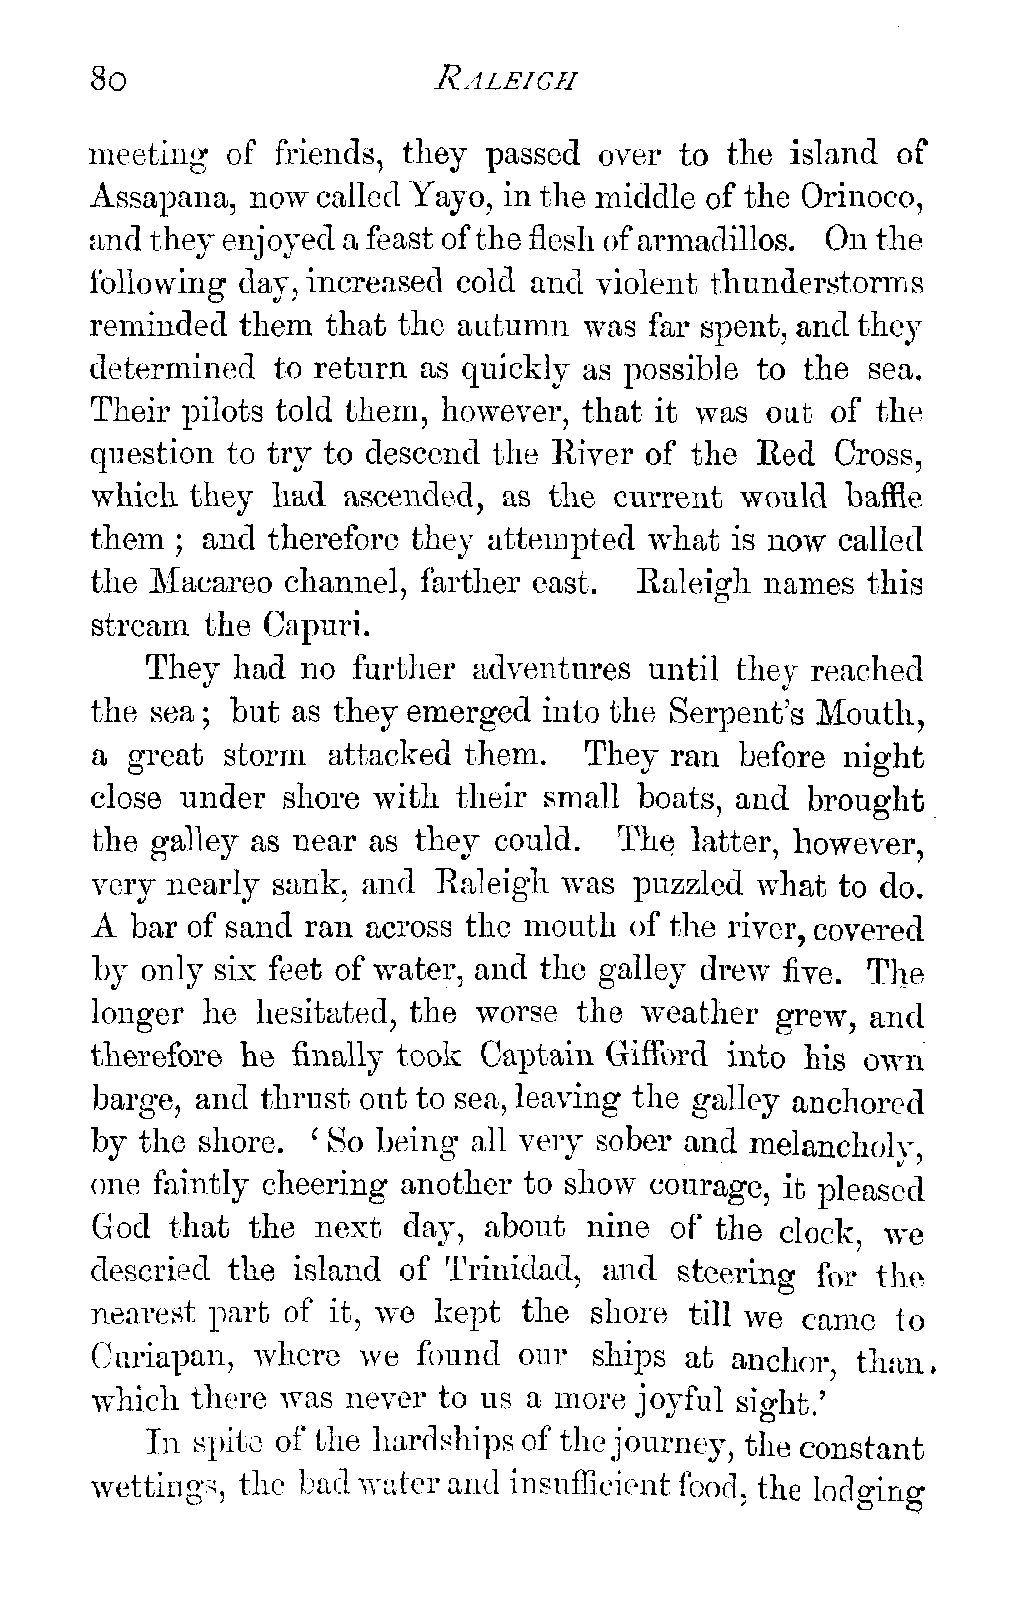 80 RALEIGH
meeting of friends, they passed over to the island of
Assapana, now called Yayo, in the middle of the Orinoco,
and they enjoyed a feast of the flesh of armadillos. On the
following day, increased cold and violent thunderstorms
reminded them that the autumn was far spent, and they
determined to return as quickly as possible to the sea.
Their pilots told them, however, that it was out of the
question to try to descend the River of the Red Cross,
which they had ascended, as the current would baffle
them ; and therefore they attempted what is now called
the Macareo channel, farther east. Raleigh names this
stream the Capuri.
They had no further adventures until they reached
the sea ; but as they emerged into the Serpent's Mouth,
a great storm attacked them. They ran before night
close under shore with their small boats, and brought
the galley as near as they could. The latter, however,
very nearly sank, and Raleigh was puzzled what to do.
A bar of sand ran across the mouth of the river, covered
by only six feet of water, and the galley drew five. The
longer he hesitated, the worse the weather grew, and
therefore he finally took Captain Gifford into his own
barge, and thrust out to sea, leaving the galley anchored
by the shore. ‘ So being all very sober and melancholy,
one faintly cheering another to show courage, it pleased
God that the next day, about nine of the clock, we
descried the island of Trinidad, and steering for the
nearest part of it, we kept the shore till we came to
Curiapan, where we found our ships at anchor, than
which there was never to us a more joyful sight.’
In spite of the hardships of the journey, the constant
wettings, the bad water and insufficient food, the lodging